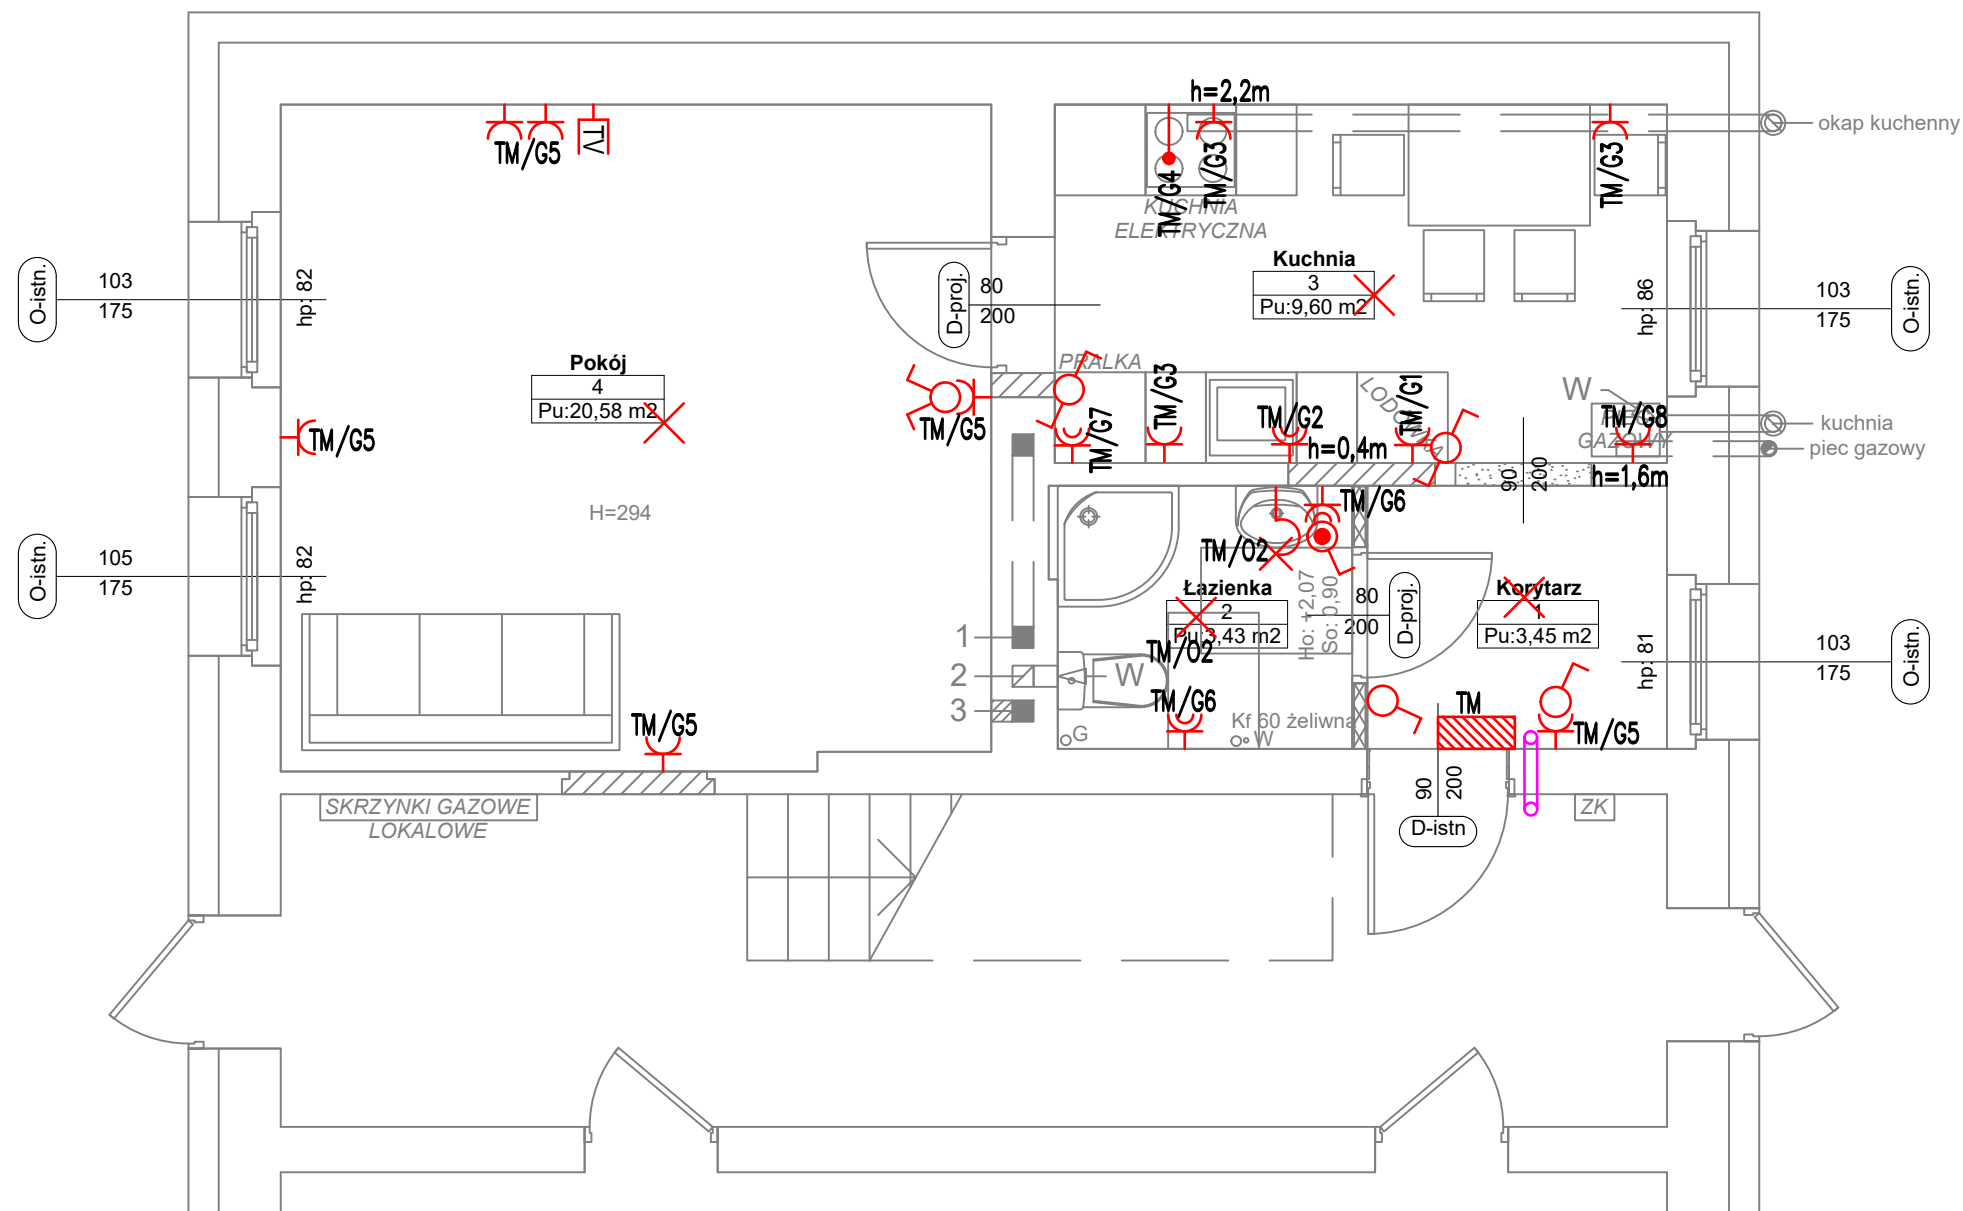 h=2,2m
okap kuchenny
TV
TM/G5
TM/G3
TM/G3
TM/G4
KUCHNIA
ELEKTRYCZNA
O-istn.
103
175
hp: 82
D-proj.
80
200
Kuchnia
3
Pu:9,60 m2
hp: 86
103
175
O-istn.
Pokój
4
Pu:20,58 m2
PRALKA
LODÓWKA
TM/G5
TM/G5
TM/G7
TM/G3
TM/G2
h=0,4m
TM/G1
W
TM/G8
PIEC
GAZOWY
h=1,6m
kuchnia
piec gazowy
90
200
H=294
TM/G6
TM/O2
O-istn.
105
175
hp: 82
Łazienka
2
Pu:3,43 m2
TM/O2
Ho: +2,07
So: 0,90
80
200
D-proj.
Korytarz
1
Pu:3,45 m2
hp: 81
103
175
O-istn.
1
2
3
W
TM/G6
Kf 60 żeliwna
G
W
TM
TM/G5
TM/G5
90
200
D-istn
ZK
SKRZYNKI GAZOWE
LOKALOWE